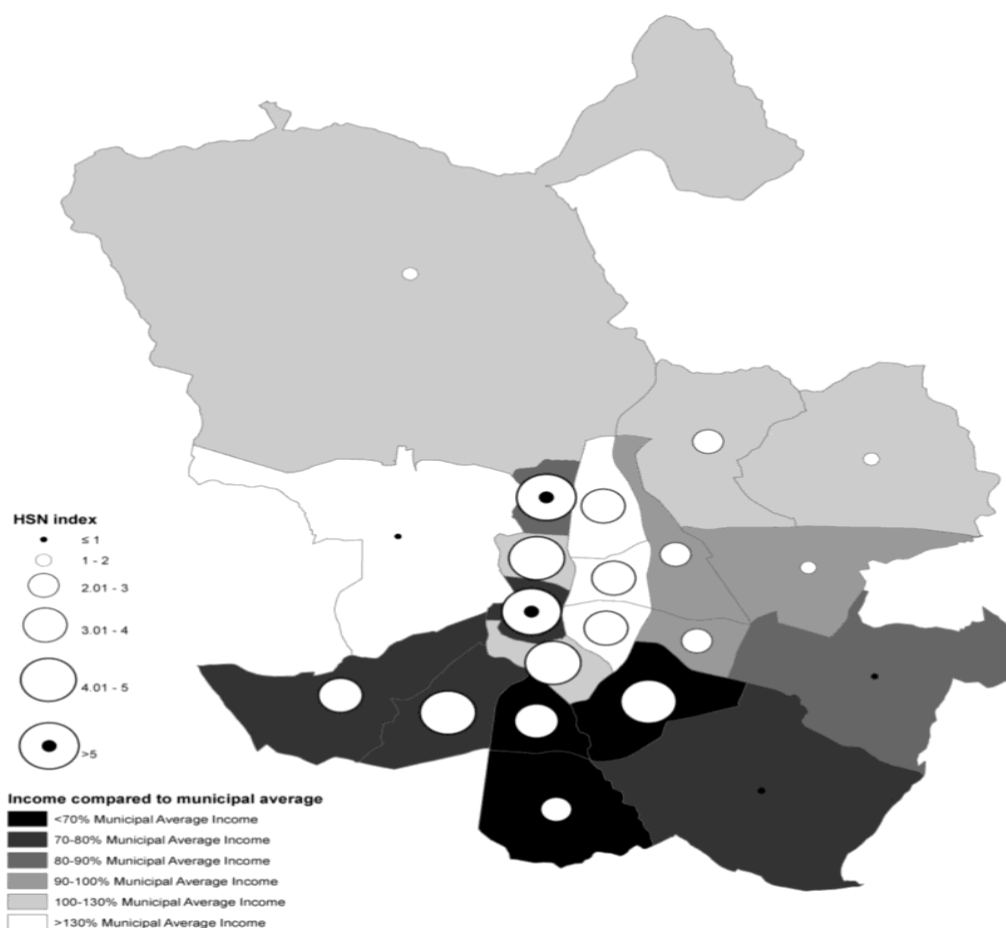 HSN index
≤ 1
1 - 2
2.01 - 3
3.01 - 4
4.01 - 5
>5
Income compared to municipal average
<70% Municipal Average Income
70-80% Municipal Average Income
80-90% Municipal Average Income
90-100% Municipal Average Income
100-130% Municipal Average Income
>130% Municipal Average Income